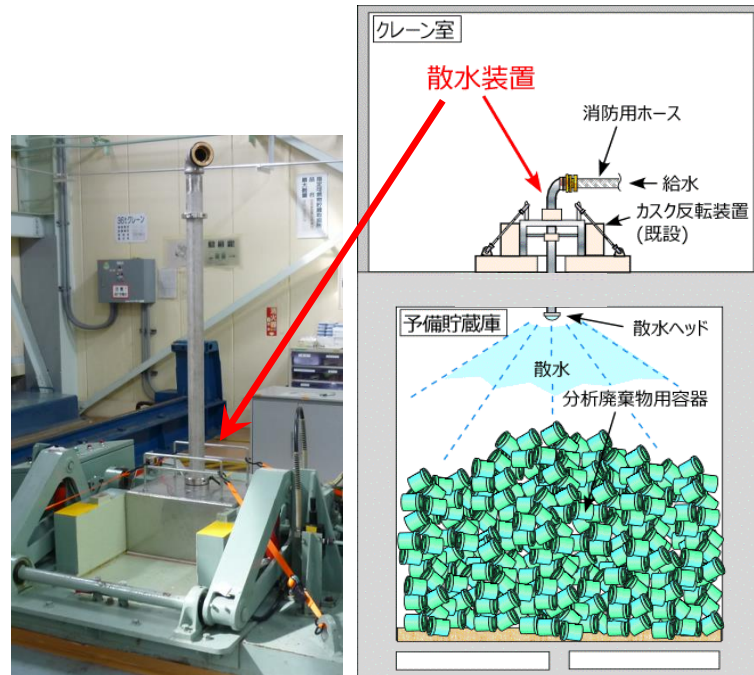 クレーン室
散水装置
消防用ホース
給水
カスク反転装置
(既設)
予備貯蔵庫
散水ヘッド
散水
分析廃棄物用容器